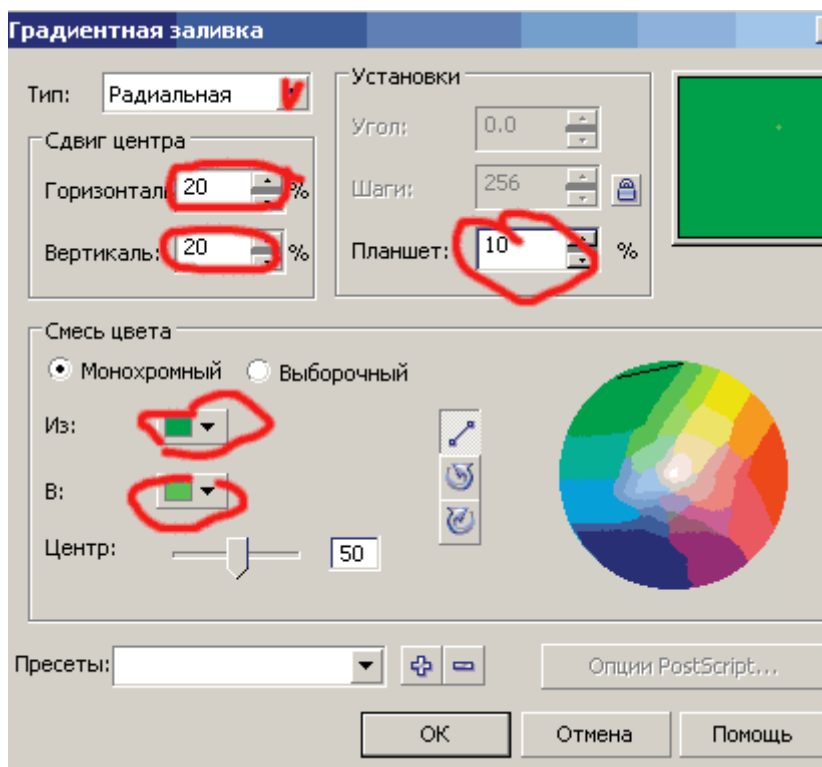 Градиентная заливка
Тип: Радиальная
Сдвиг центра
Горизонтал 20 %
Вертикаль: 20 %
Установки
Угол: 0.0
Шаги: 256
Планшет: 10 %
Смесь цвета
Монохромный Выборочный
Из:
В:
Центр: 50
Пресеты:
Опции PostScript...
ОК Отмена Помощь